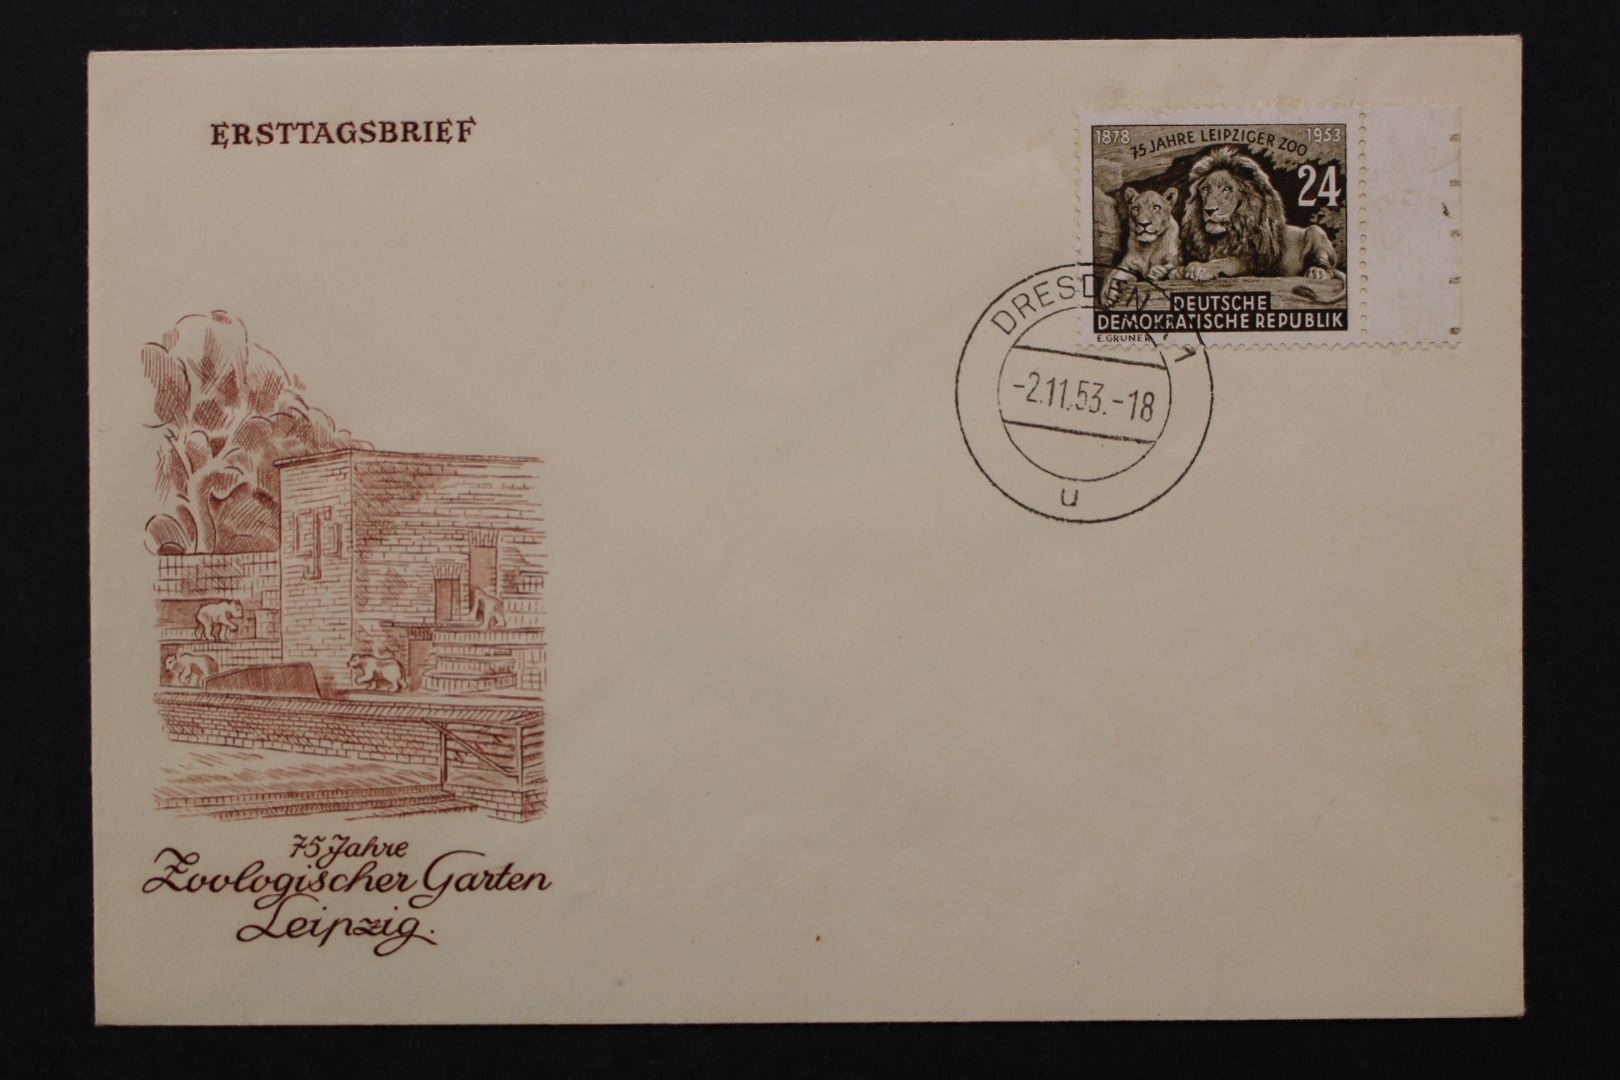 ERSTTAGSBRIEF
1878 1953
75 JAHRE LEIPZIGER ZOO
24
DEUTSCHE
DEMOKRATISCHE REPUBLIK
E. GRUNER
DRESDEN
-2.11.53.-18
u
75 Jahre
Zoologischer Garten
Leipzig.